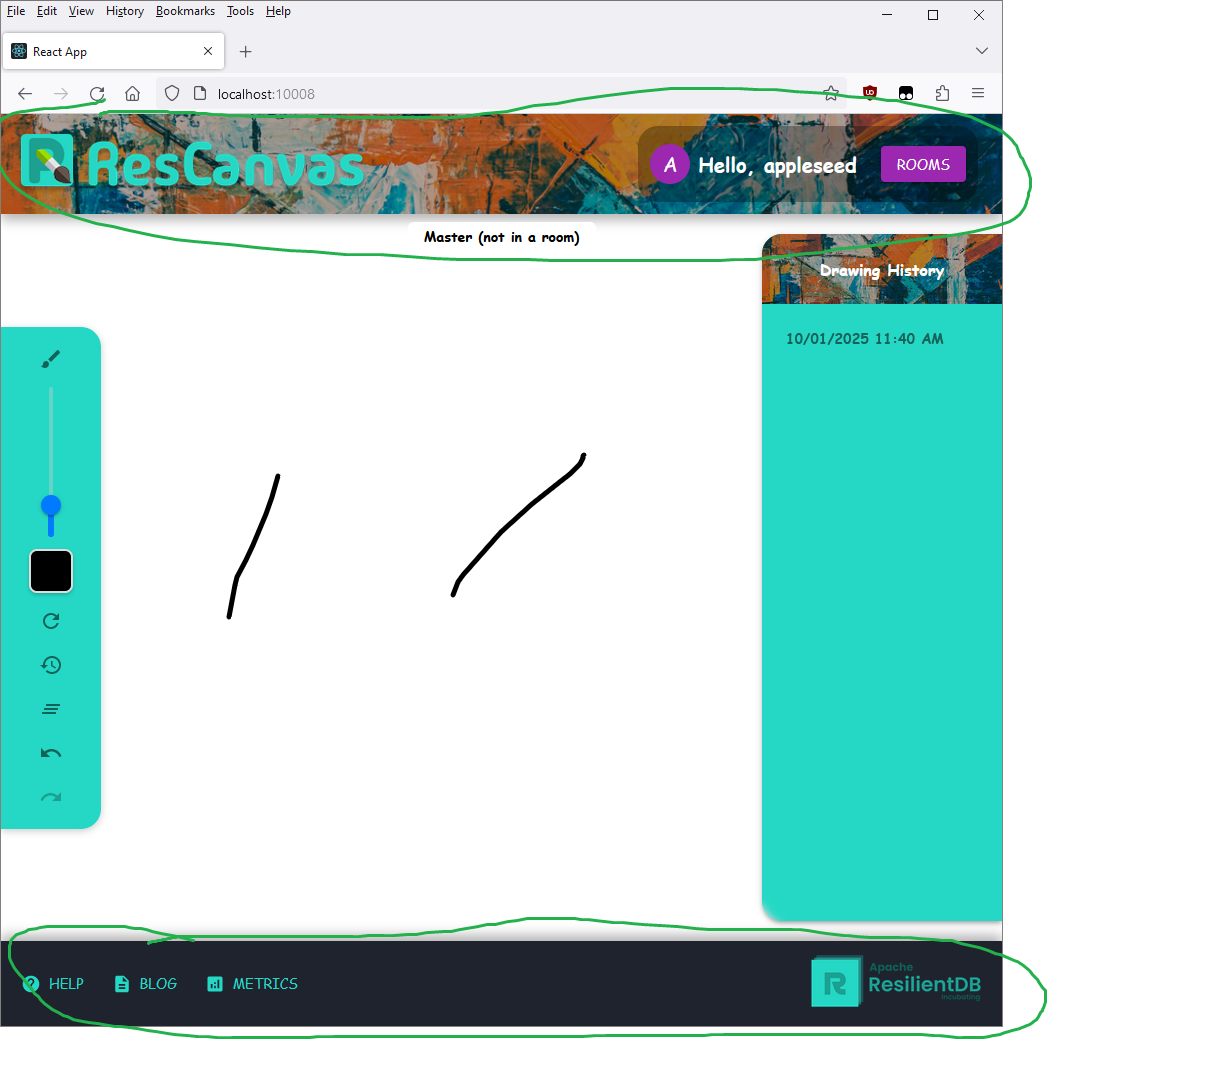 File Edit View History Bookmarks Tools Help
React App
localhost:10008
ResCanvas
A Hello, appleseed ROOMS
Master (not in a room)
Drawing History
10/01/2025 11:40 AM
HELP BLOG METRICS
R
Apache
ResilientDB
Incubating